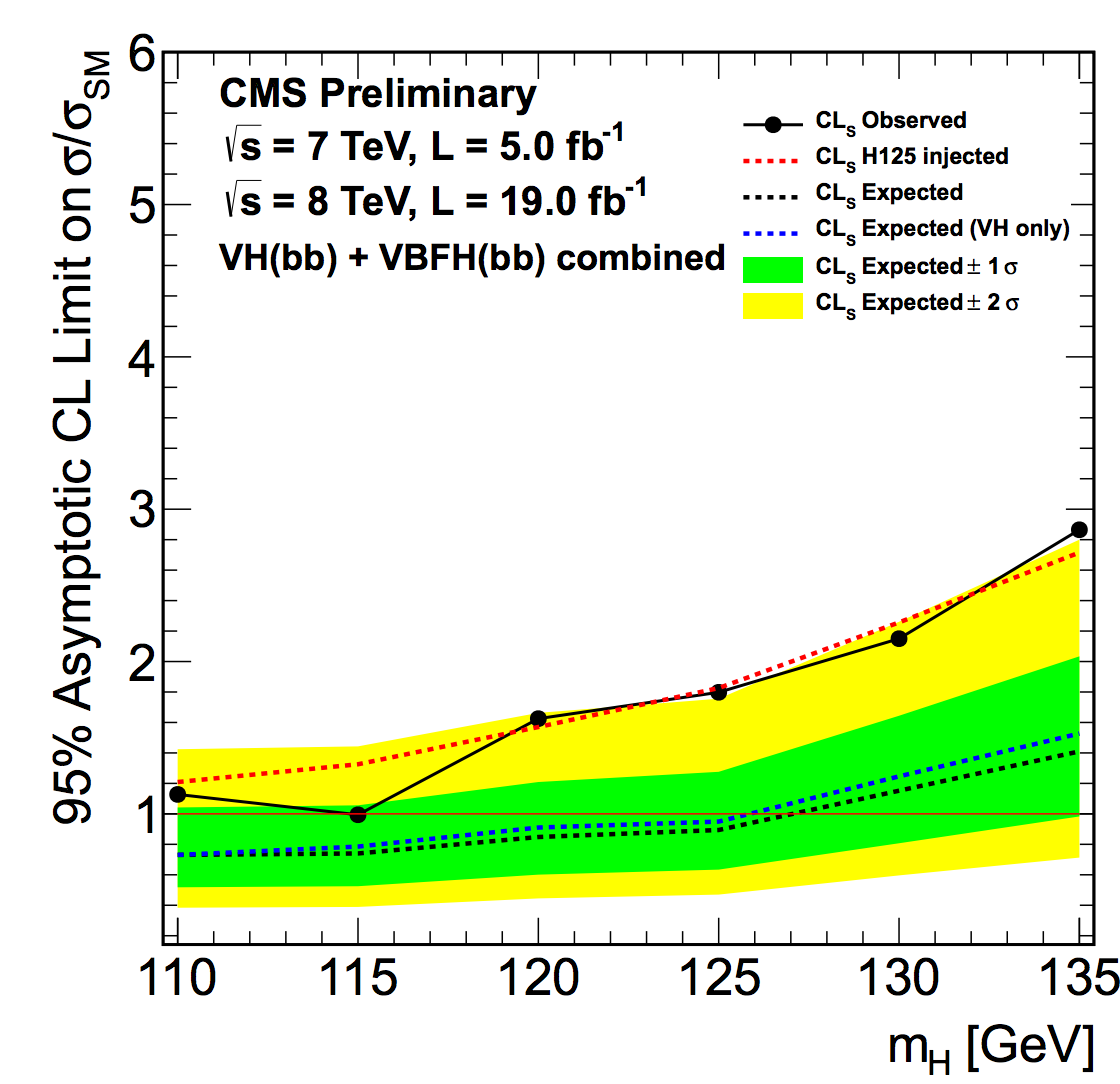 CMS Preliminary
√s = 7 TeV, L = 5.0 fb⁻¹
√s = 8 TeV, L = 19.0 fb⁻¹
VH(bb) + VBFH(bb) combined
CLS Observed
CLS H125 injected
CLS Expected
CLS Expected (VH only)
CLS Expected ± 1 σ
CLS Expected ± 2 σ
95% Asymptotic CL Limit on σ/σSM
6
5
4
3
2
1
110 115 120 125 130 135
mH [GeV]